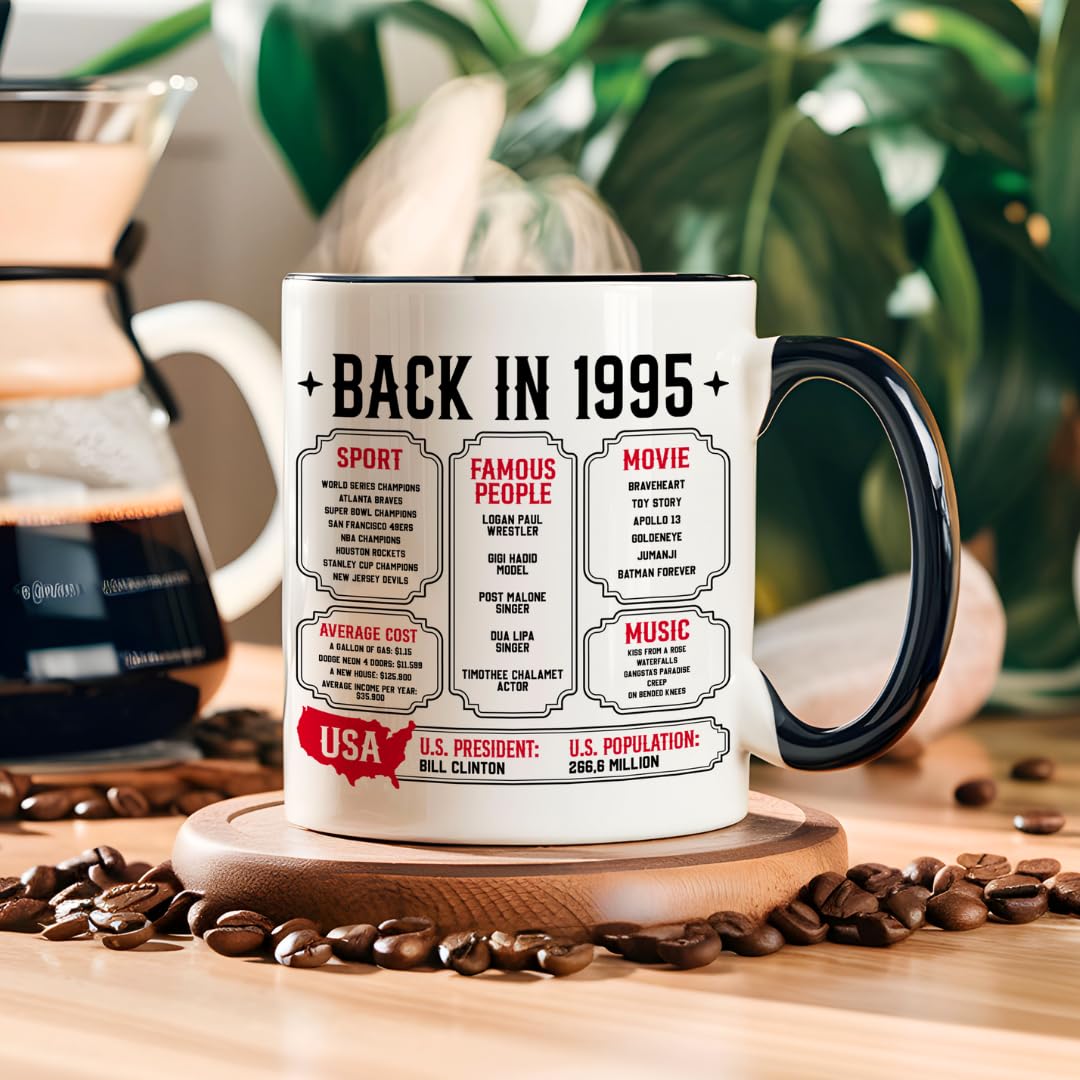 BACK IN 1995
SPORT
WORLD SERIES CHAMPIONS
ATLANTA BRAVES
SUPER BOWL CHAMPIONS
SAN FRANCISCO 49ERS
NBA CHAMPIONS
HOUSTON ROCKETS
STANLEY CUP CHAMPIONS
NEW JERSEY DEVILS
AVERAGE COST
A GALLON OF GAS: $1.15
DODGE NEON 4 DOORS: $11.599
A NEW HOUSE: $125.800
AVERAGE INCOME PER YEAR:
$35.900
FAMOUS
PEOPLE
LOGAN PAUL
WRESTLER
GIGI HADID
MODEL
POST MALONE
SINGER
DUA LIPA
SINGER
TIMOTHEE CHALAMET
ACTOR
MOVIE
BRAVEHEART
TOY STORY
APOLLO 13
GOLDENEYE
JUMANJI
BATMAN FOREVER
MUSIC
KISS FROM A ROSE
WATERFALLS
GANGSTAS PARADISE
CREEP
ON BENDED KNEES
USA
U.S. PRESIDENT:
BILL CLINTON
U.S. POPULATION:
266,6 MILLION